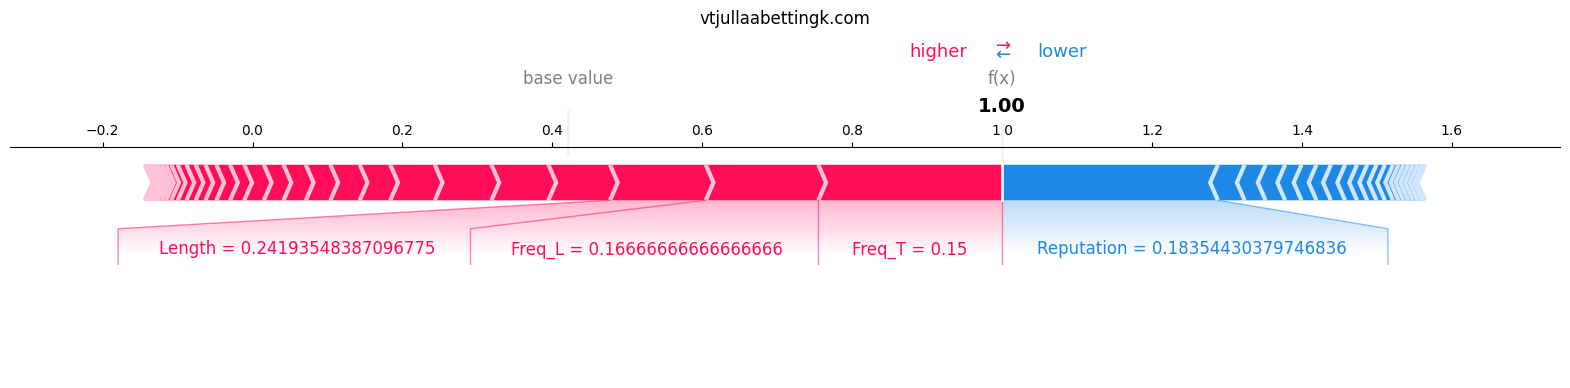 vtjullaabettingk.com
higher ⇄ lower
base value f(x)
1.00
−0.2 0.0 0.2 0.4 0.6 0.8 1.0 1.2 1.4 1.6
Length = 0.24193548387096775 Freq_L = 0.16666666666666666 Freq_T = 0.15 Reputation = 0.18354430379746836